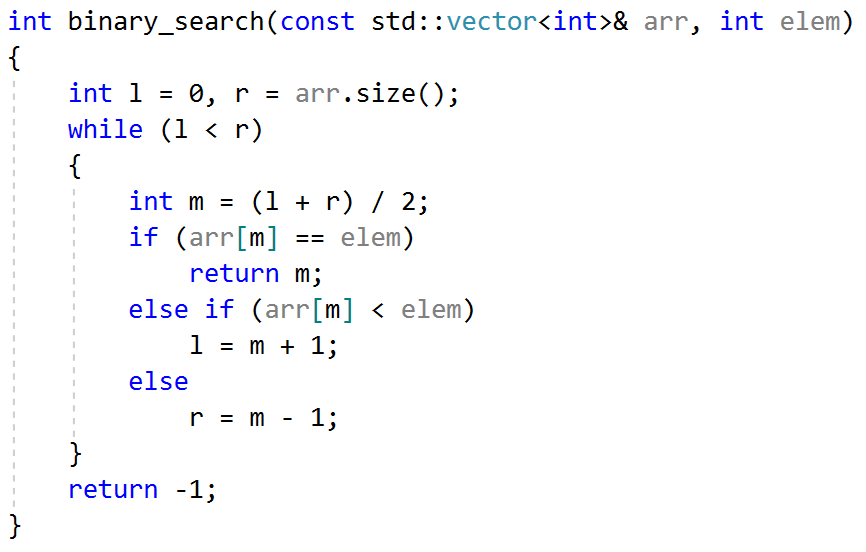 int binary_search(const std::vector<int>& arr, int elem)
{
    int l = 0, r = arr.size();
    while (l < r)
    {
        int m = (l + r) / 2;
        if (arr[m] == elem)
            return m;
        else if (arr[m] < elem)
            l = m + 1;
        else
            r = m - 1;
    }
    return -1;
}